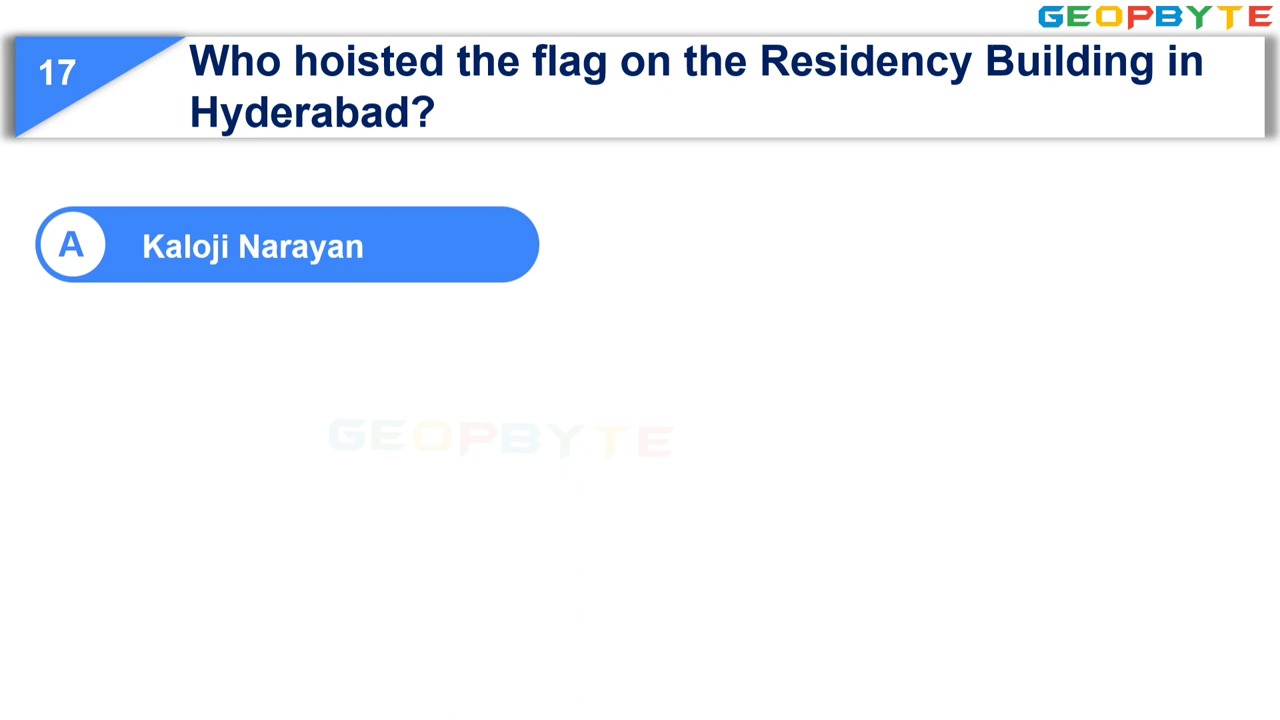 GEOPBYTE
17
Who hoisted the flag on the Residency Building in
Hyderabad?
A
Kaloji Narayan
GEOPBYTE